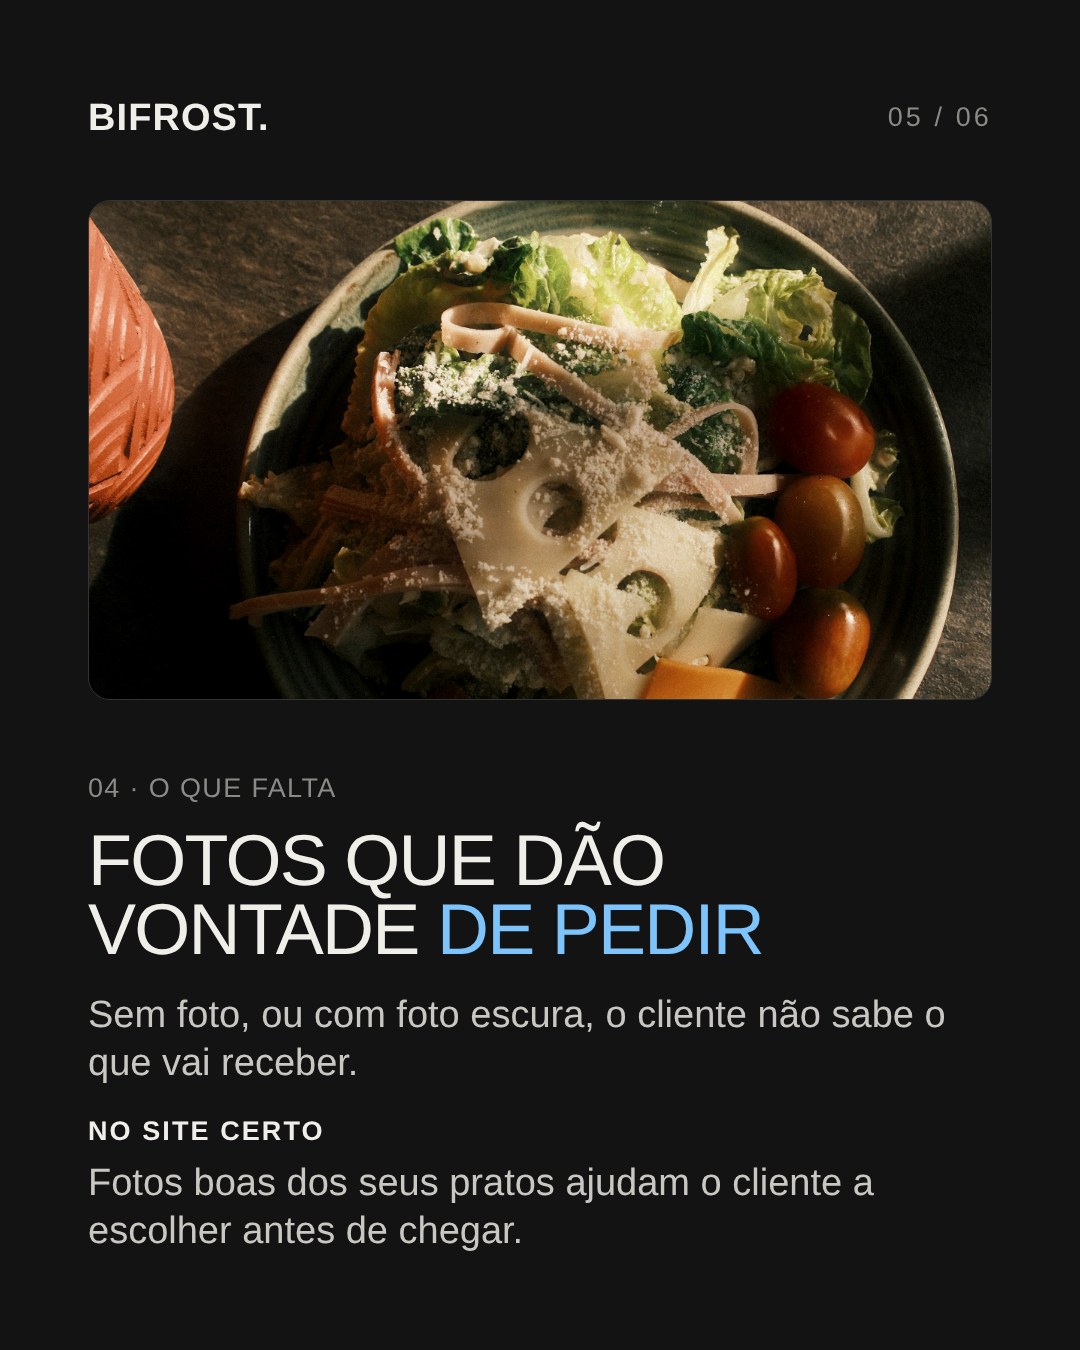 BIFROST.
05 / 06
04 · O QUE FALTA
FOTOS QUE DÃO
VONTADE DE PEDIR
Sem foto, ou com foto escura, o cliente não sabe o
que vai receber.
NO SITE CERTO
Fotos boas dos seus pratos ajudam o cliente a
escolher antes de chegar.